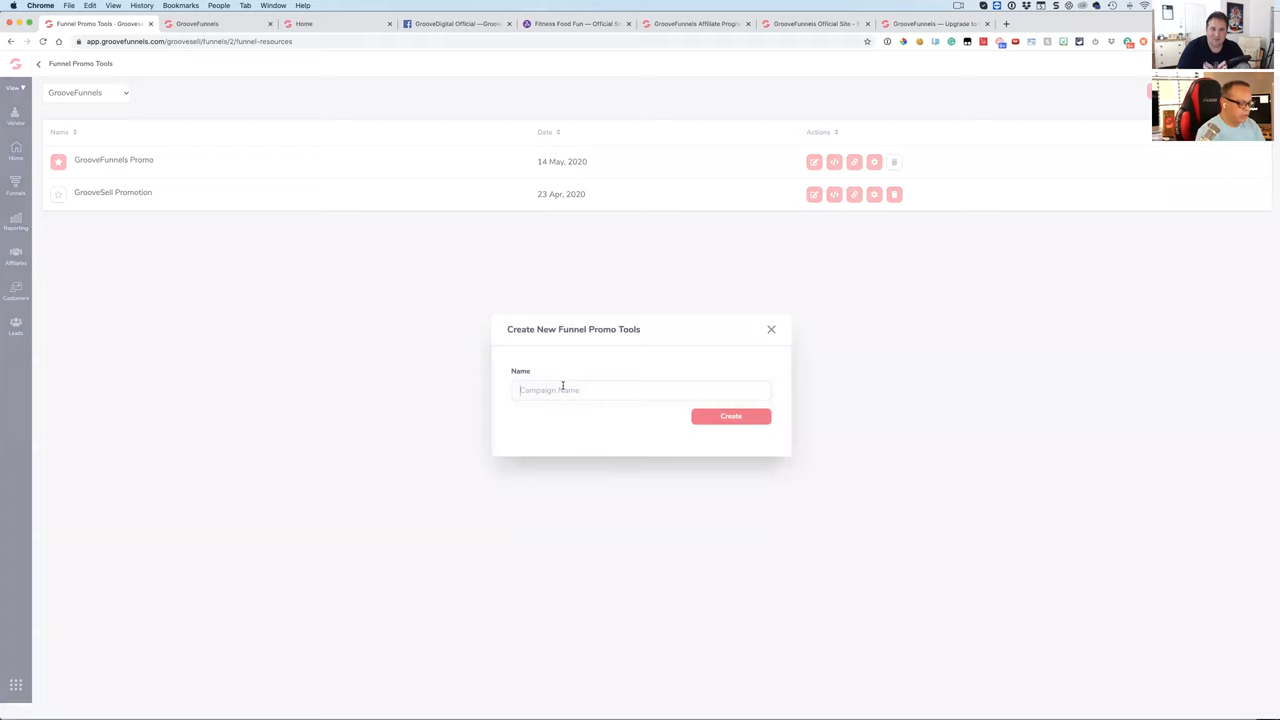 Chrome File Edit View History Bookmarks People Tab Window Help
Funnel Promo Tools - Groovese
GrooveFunnels
Home
GrooveDigital Official —Groov
Fitness Food Fun — Official Si
GrooveFunnels Affiliate Progr
GrooveFunnels Official Site -
GrooveFunnels — Upgrade to
app.groovefunnels.com/groovesell/funnels/2/funnel-resources
Funnel Promo Tools
View
GrooveFunnels
Vendor
Home
Funnels
Reporting
Affiliates
Customers
Leads
Name Date Actions
GrooveFunnels Promo 14 May, 2020
GrooveSell Promotion 23 Apr, 2020
Create New Funnel Promo Tools
Name
Campaign Name
Create